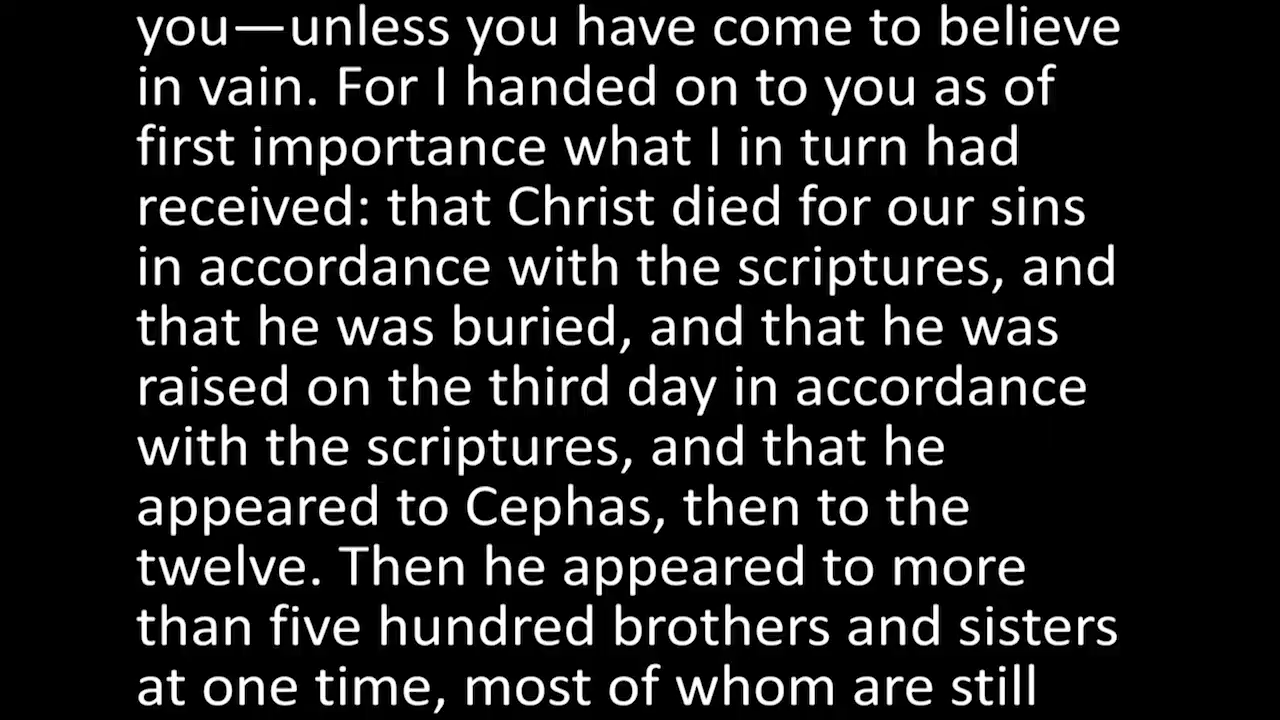 you—unless you have come to believe
in vain. For I handed on to you as of
first importance what I in turn had
received: that Christ died for our sins
in accordance with the scriptures, and
that he was buried, and that he was
raised on the third day in accordance
with the scriptures, and that he
appeared to Cephas, then to the
twelve. Then he appeared to more
than five hundred brothers and sisters
at one time, most of whom are still